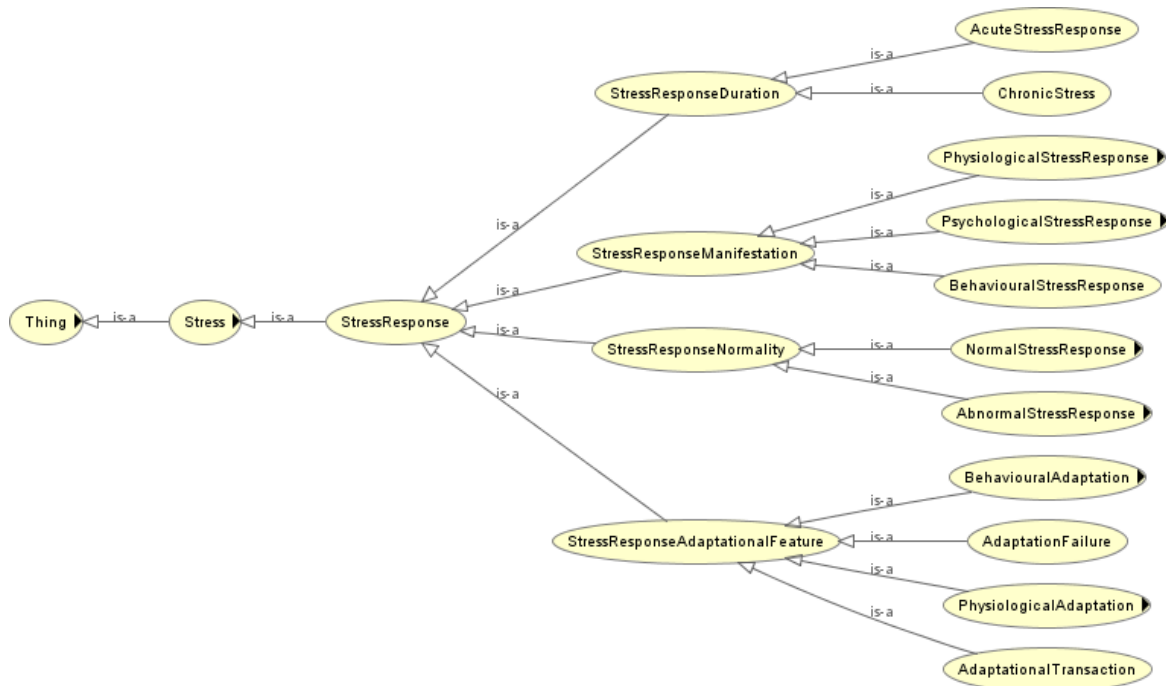 AcuteStressResponse
is-a
StressResponseDuration
is-a
ChronicStress
PhysiologicalStressResponse
is-a
is-a
PsychologicalStressResponse
is-a
StressResponseManifestation
is-a
BehaviouralStressResponse
is-a
Thing
is-a
Stress
is-a
StressResponse
is-a
StressResponseNormality
is-a
NormalStressResponse
is-a
is-a
AbnormalStressResponse
BehaviouralAdaptation
is-a
StressResponseAdaptationalFeature
is-a
AdaptationFailure
is-a
PhysiologicalAdaptation
is-a
AdaptationalTransaction